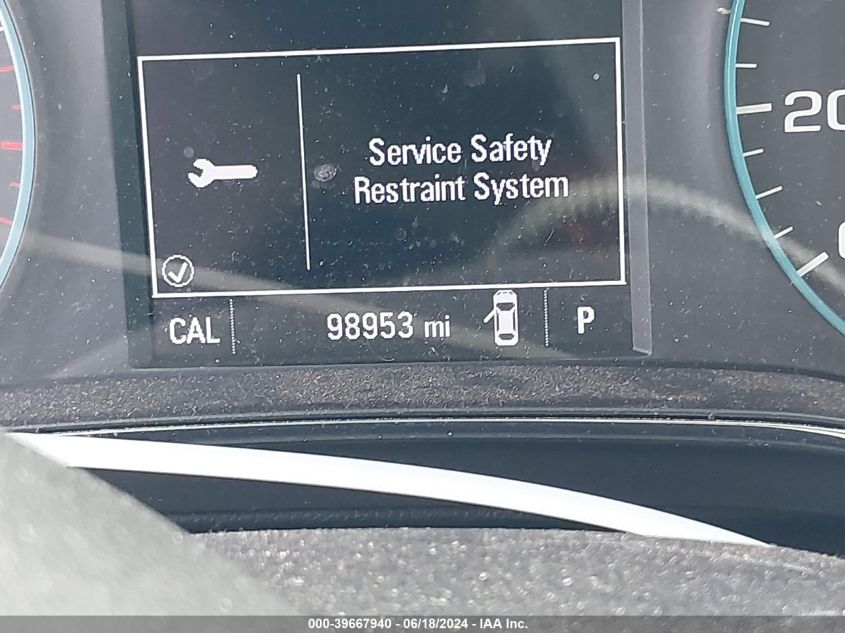 20
Service Safety
Restraint System
CAL 98953 mi P
000-39667940 - 06/18/2024 - IAA Inc.